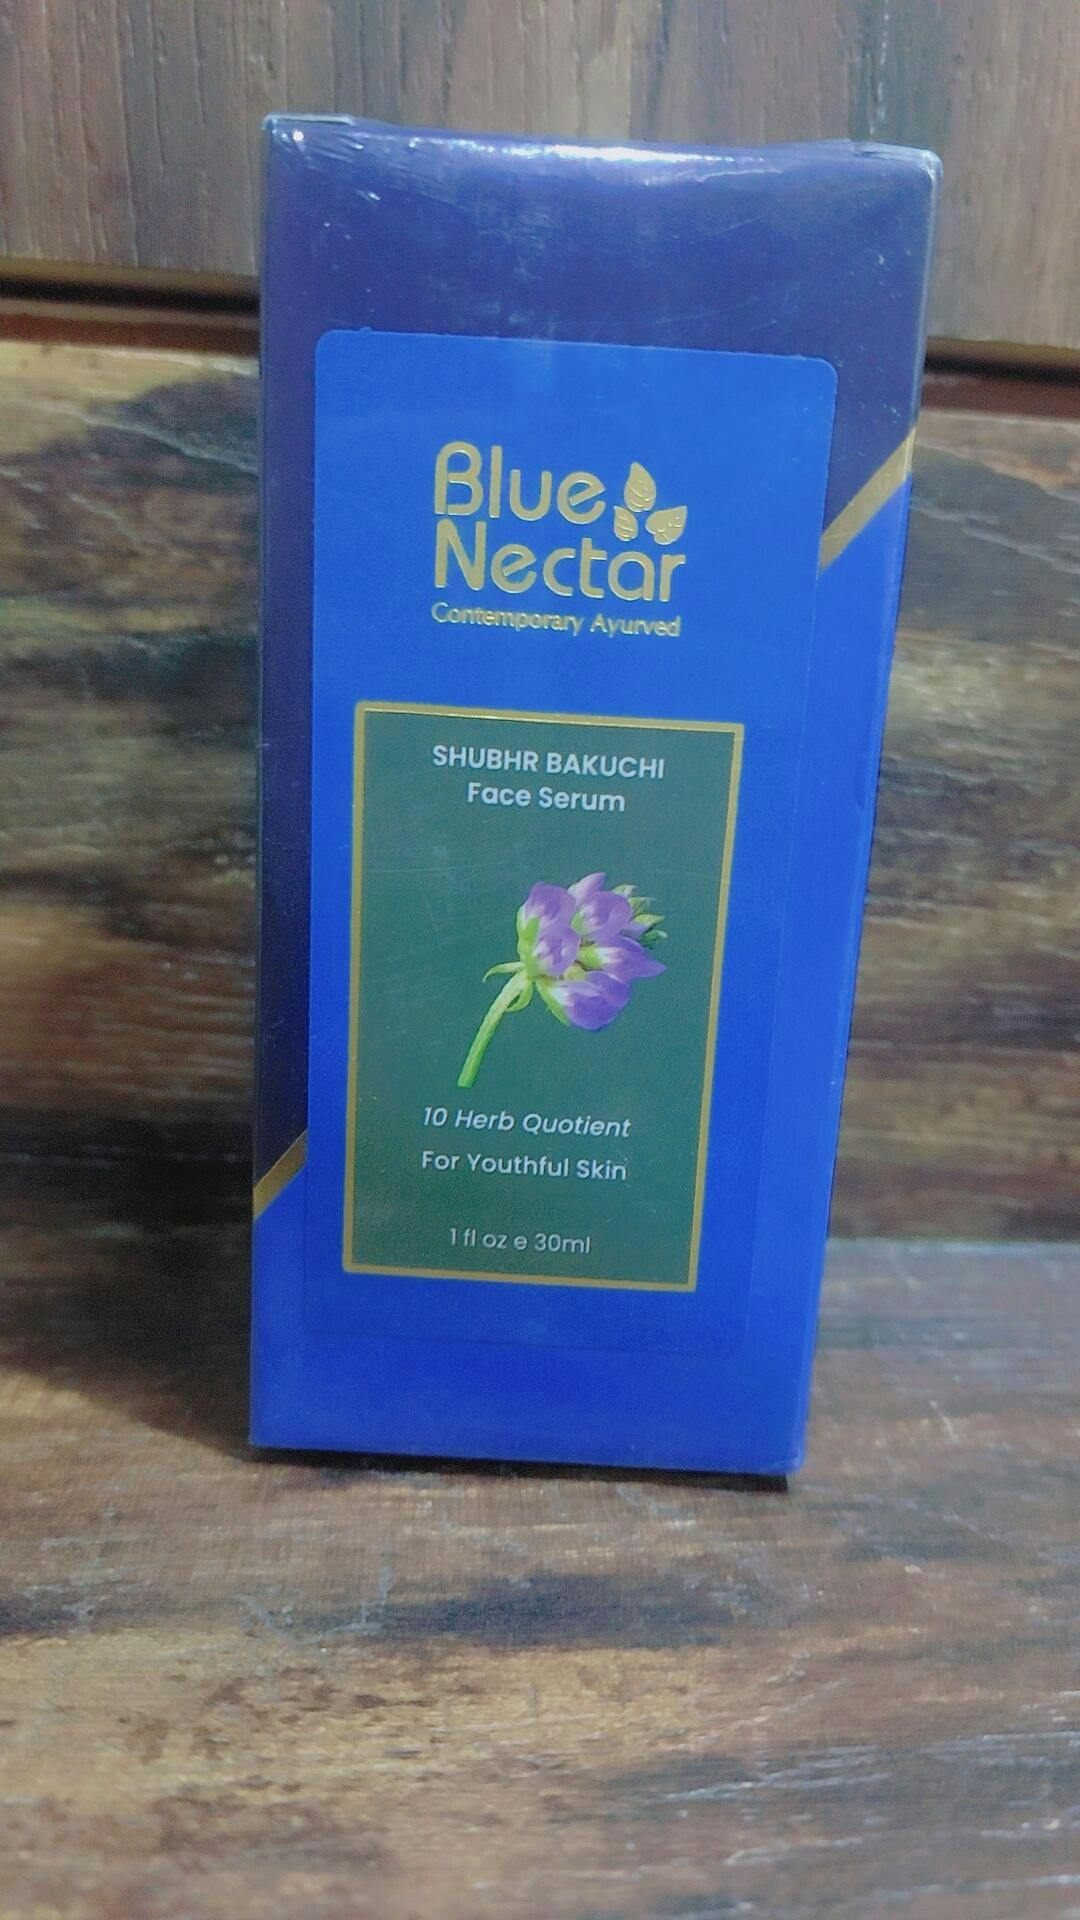 Blue
Nectar
Contemporary Ayurved
SHUBHR BAKUCHI
Face Serum
10 Herb Quotient
For Youthful Skin
1 fl oz e 30ml